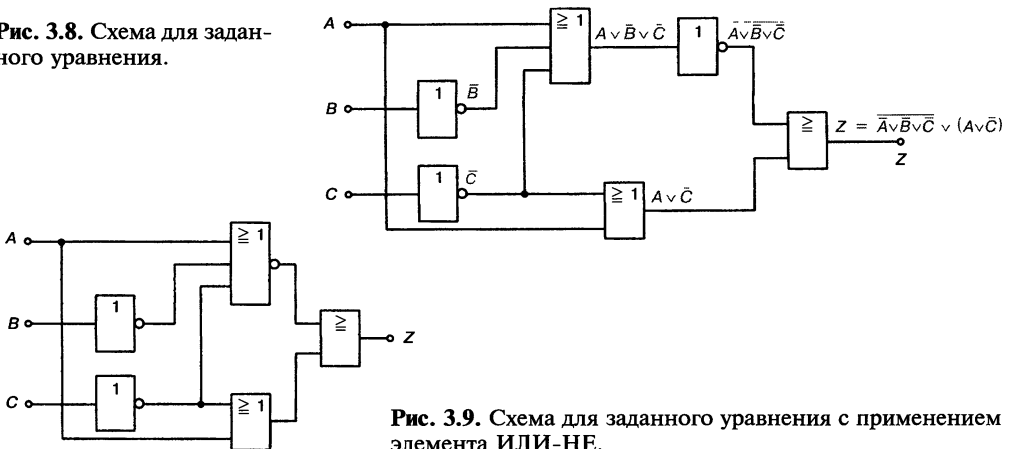 Рис. 3.8. Схема для задан-
ного уравнения.
A
≧ 1
A ∨ B̄ ∨ C̄
1
A̅∨̅B̅̄∨̅C̅̄
B
1
B̄
≧
Z = A̅∨̅B̅̄∨̅C̅̄ ∨ (A∨C̄)
Z
C
1
C̄
≧ 1
A ∨ C̄
A
≧ 1
B
1
≧
Z
C
1
≧ 1
Рис. 3.9. Схема для заданного уравнения с применением
элемента ИЛИ-НЕ.